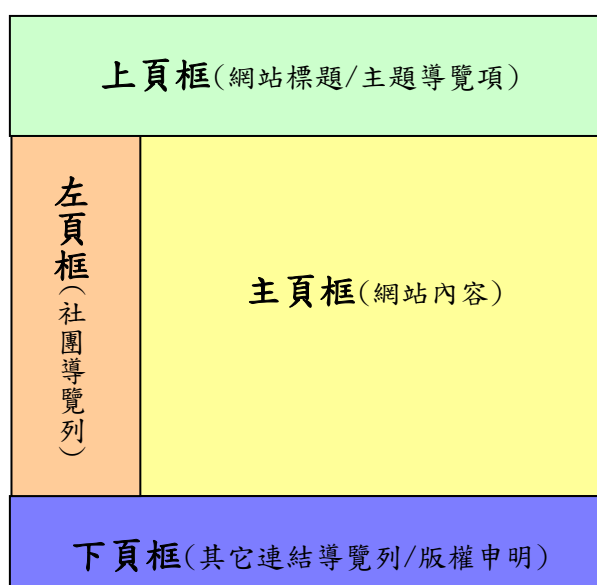 上頁框(網站標題/主題導覽項)
左頁框(社團導覽列)
主頁框(網站內容)
下頁框(其它連結導覽列/版權申明)